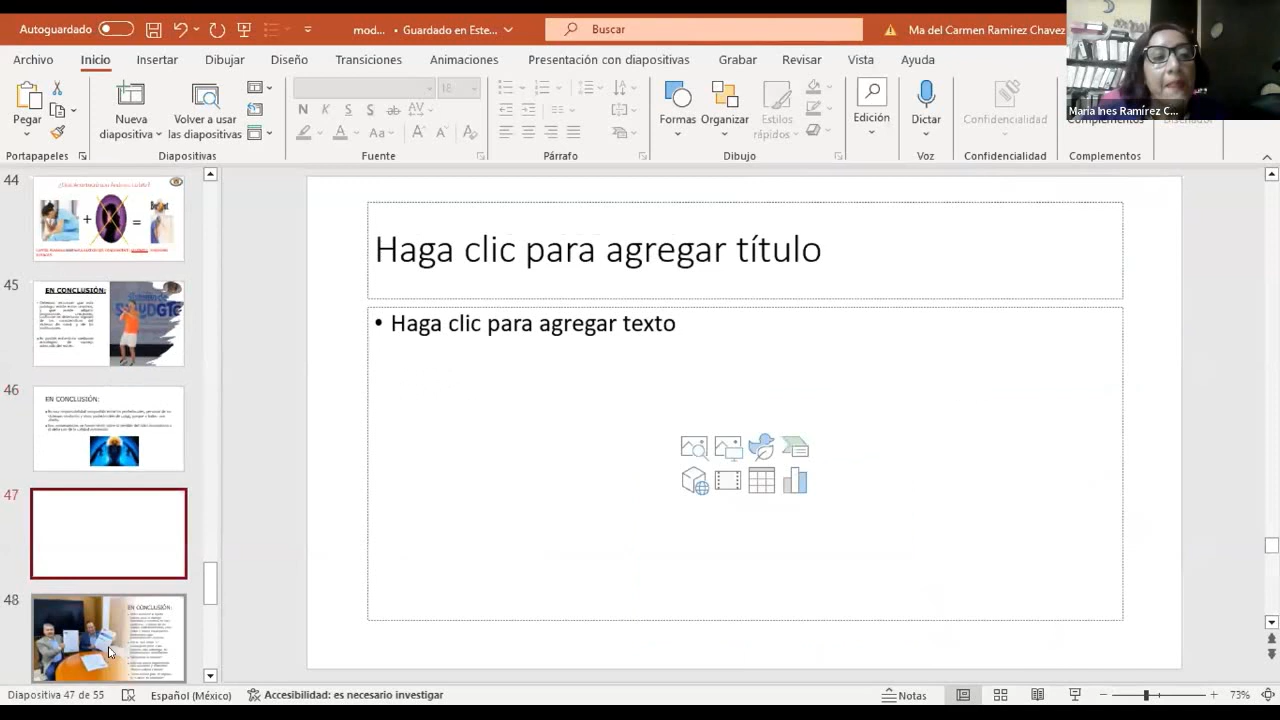 Autoguardado
mod... • Guardado en Este...
Buscar
Ma del Carmen Ramirez Chavez
Archivo Inicio Insertar Dibujar Diseño Transiciones Animaciones Presentación con diapositivas Grabar Revisar Vista Ayuda
Maria Ines Ramírez C...
Pegar
Nueva diapositiva
Volver a usar las diapositivas
18
N K S S ab AV
A A A Aa
Formas Organizar Estilos
Edición
Dictar
Confidencialidad
Complementos
Portapapeles Diapositivas Fuente Párrafo Dibujo Voz Confidencialidad Complementos
44
+ =
45
EN CONCLUSIÓN:
46
EN CONCLUSIÓN:
47
48
EN CONCLUSIÓN:
Haga clic para agregar título
• Haga clic para agregar texto
Diapositiva 47 de 55 Español (México) Accesibilidad: es necesario investigar Notas 73%